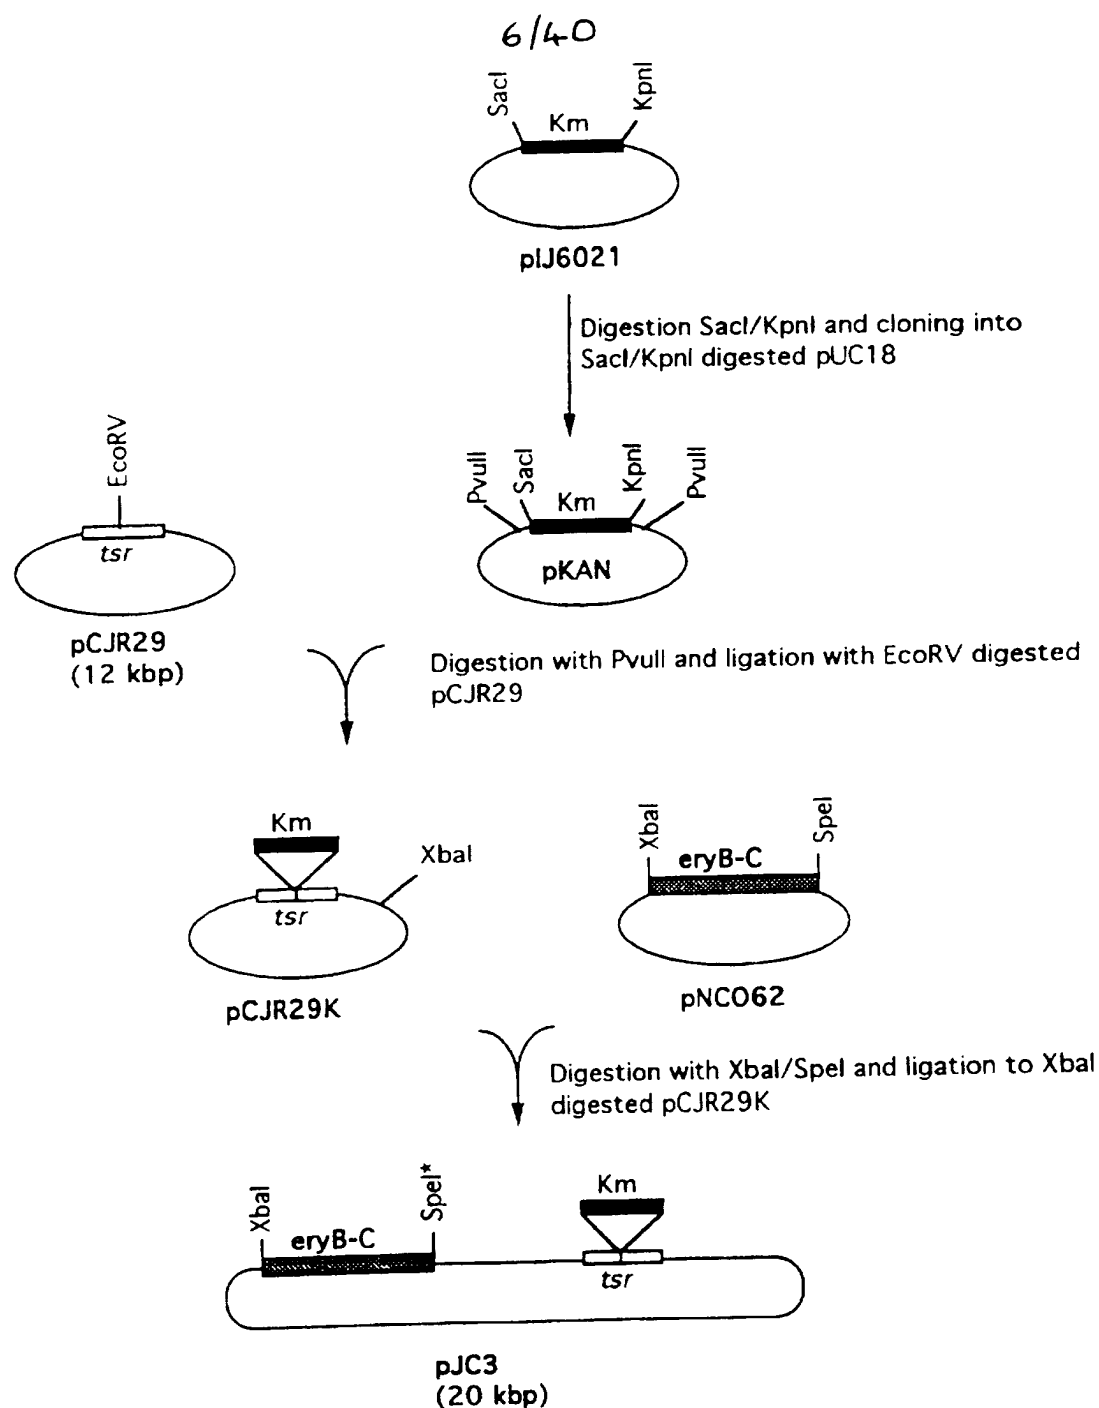 6/40
SacI
Km
KpnI
pIJ6021
Digestion SacI/KpnI and cloning into
SacI/KpnI digested pUC18
EcoRV
tsr
pCJR29
(12 kbp)
PvuII
SacI
Km
KpnI
PvuII
pKAN
Digestion with PvuII and ligation with EcoRV digested
pCJR29
Km
XbaI
tsr
pCJR29K
XbaI
eryB-C
SpeI
pNCO62
Digestion with XbaI/SpeI and ligation to XbaI
digested pCJR29K
XbaI
eryB-C
SpeI*
Km
tsr
pJC3
(20 kbp)